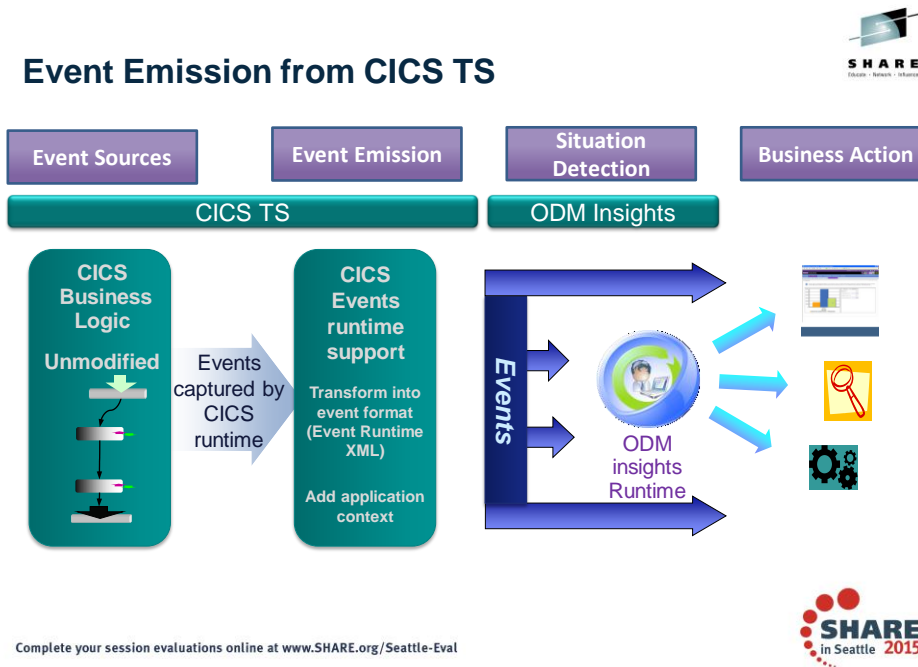 Event Emission from CICS TS
SHARE
Educate · Network · Influence
Event Sources
Event Emission
Situation
Detection
Business Action
CICS TS
ODM Insights
CICS
Business
Logic
Unmodified
Events
captured by
CICS
runtime
CICS
Events
runtime
support
Transform into
event format
(Event Runtime
XML)
Add application
context
Events
ODM
insights
Runtime
Complete your session evaluations online at www.SHARE.org/Seattle-Eval
SHARE
in Seattle 2015